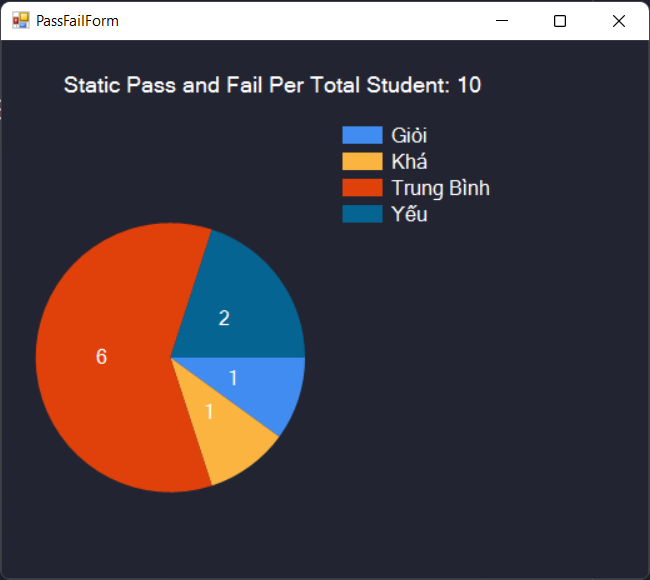 PassFailForm
Static Pass and Fail Per Total Student: 10
Giỏi
Khá
Trung Bình
Yếu
2
6
1
1